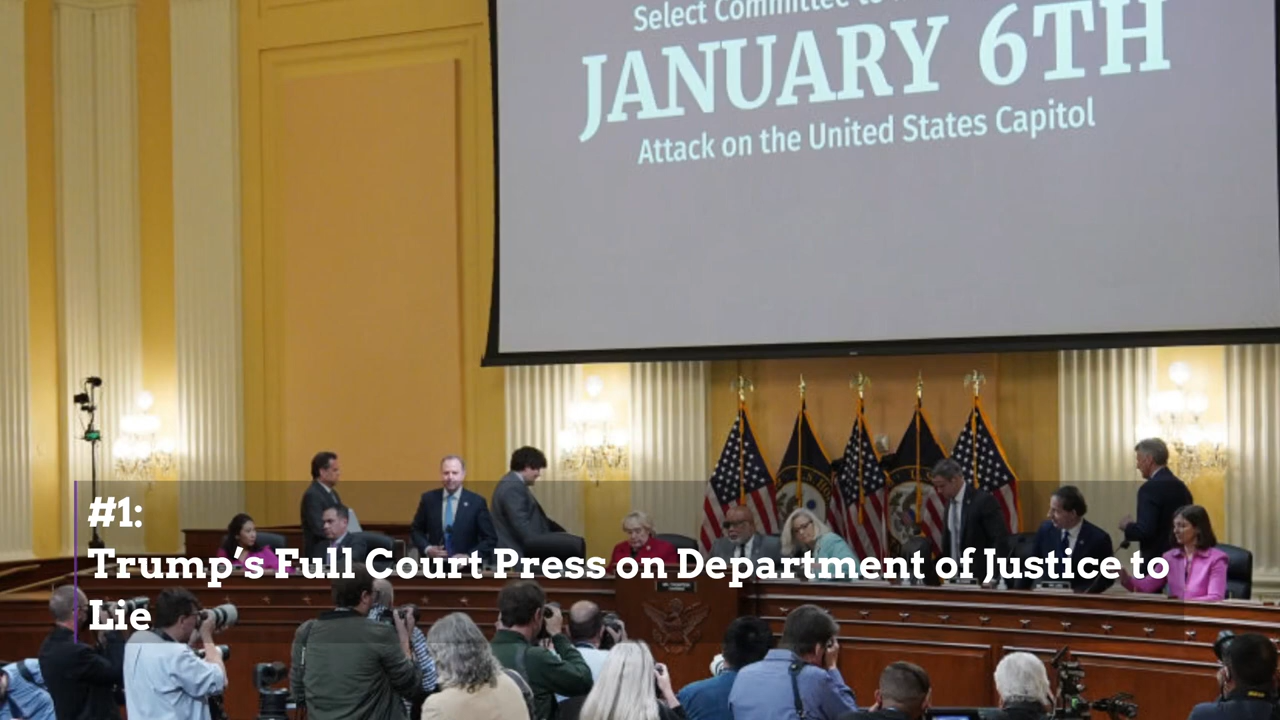 Select Committee to
JANUARY 6TH
Attack on the United States Capitol
#1:
Trump’s Full Court Press on Department of Justice to
Lie